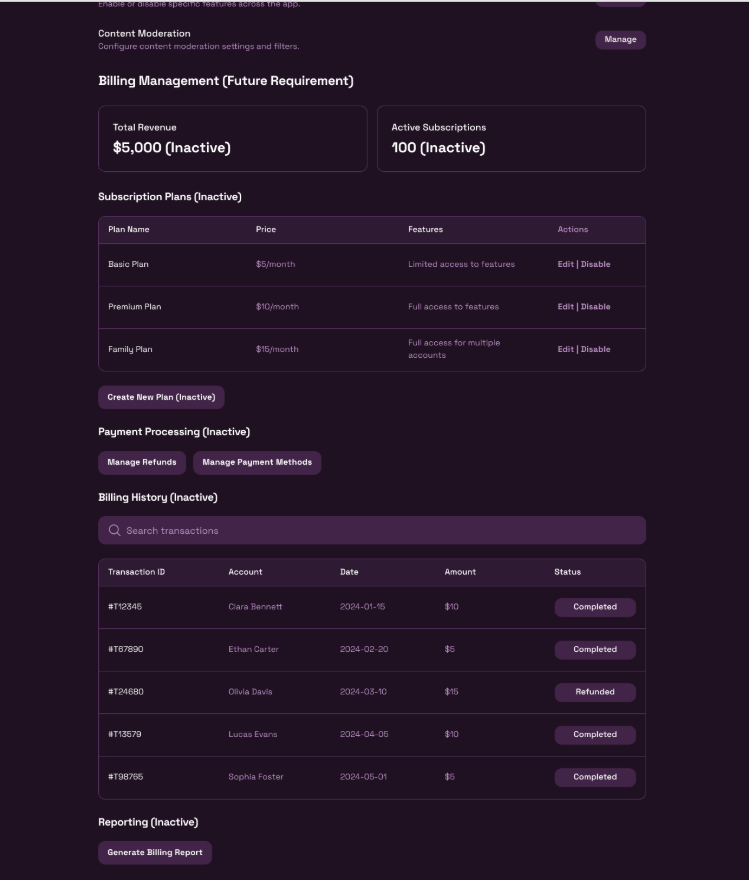 Enable or disable specific features across the app.
Content Moderation
Configure content moderation settings and filters.
Manage
Billing Management (Future Requirement)
Total Revenue
$5,000 (Inactive)
Active Subscriptions
100 (Inactive)
Subscription Plans (Inactive)
Plan Name Price Features Actions
Basic Plan $5/month Limited access to features Edit | Disable
Premium Plan $10/month Full access to features Edit | Disable
Family Plan $15/month Full access for multiple accounts Edit | Disable
Create New Plan (Inactive)
Payment Processing (Inactive)
Manage Refunds Manage Payment Methods
Billing History (Inactive)
Search transactions
Transaction ID Account Date Amount Status
#T12345 Clara Bennett 2024-01-15 $10 Completed
#T67890 Ethan Carter 2024-02-20 $5 Completed
#T24680 Olivia Davis 2024-03-10 $15 Refunded
#T13579 Lucas Evans 2024-04-05 $10 Completed
#T98765 Sophia Foster 2024-05-01 $5 Completed
Reporting (Inactive)
Generate Billing Report